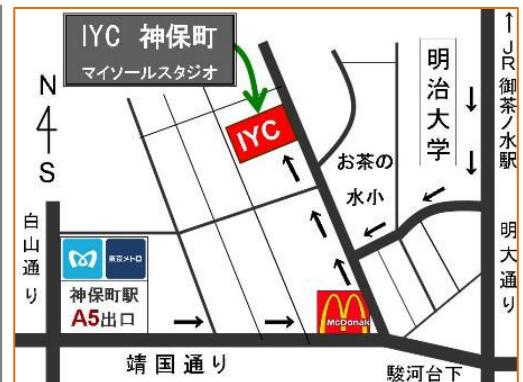 IYC 神保町
マイソールスタジオ
N
S
IYC
↑JR御茶ノ水駅
明治大学
お茶の
水小
白山通り
東京メトロ
神保町駅
A5出口
McDonald
明大通り
靖国通り
駿河台下